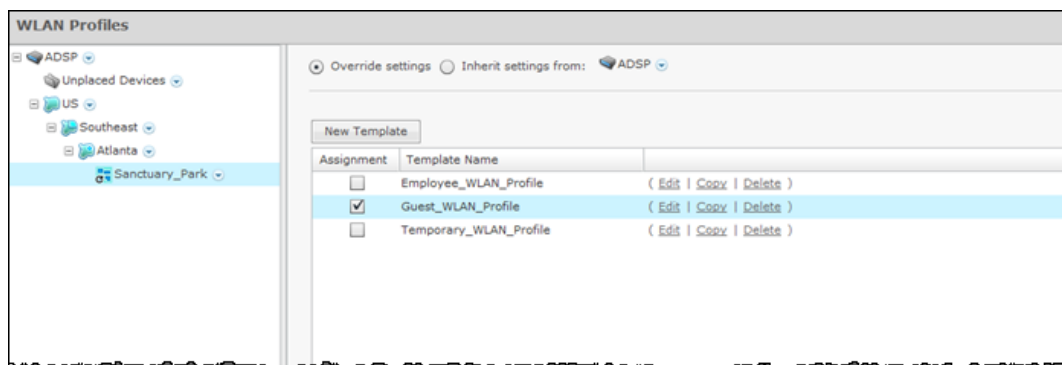 WLAN Profiles
ADSP
Unplaced Devices
US
Southeast
Atlanta
Sanctuary_Park
Override settings Inherit settings from: ADSP
New Template
Assignment Template Name
Employee_WLAN_Profile ( Edit | Copy | Delete )
Guest_WLAN_Profile ( Edit | Copy | Delete )
Temporary_WLAN_Profile ( Edit | Copy | Delete )